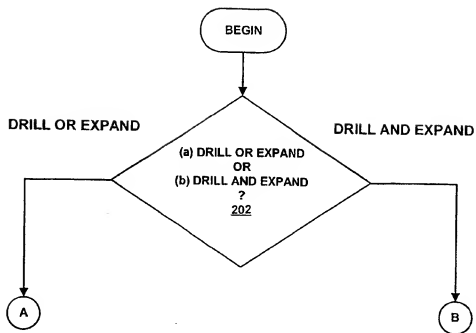 BEGIN
DRILL OR EXPAND
DRILL AND EXPAND
(a) DRILL OR EXPAND
OR
(b) DRILL AND EXPAND
?
202
A
B